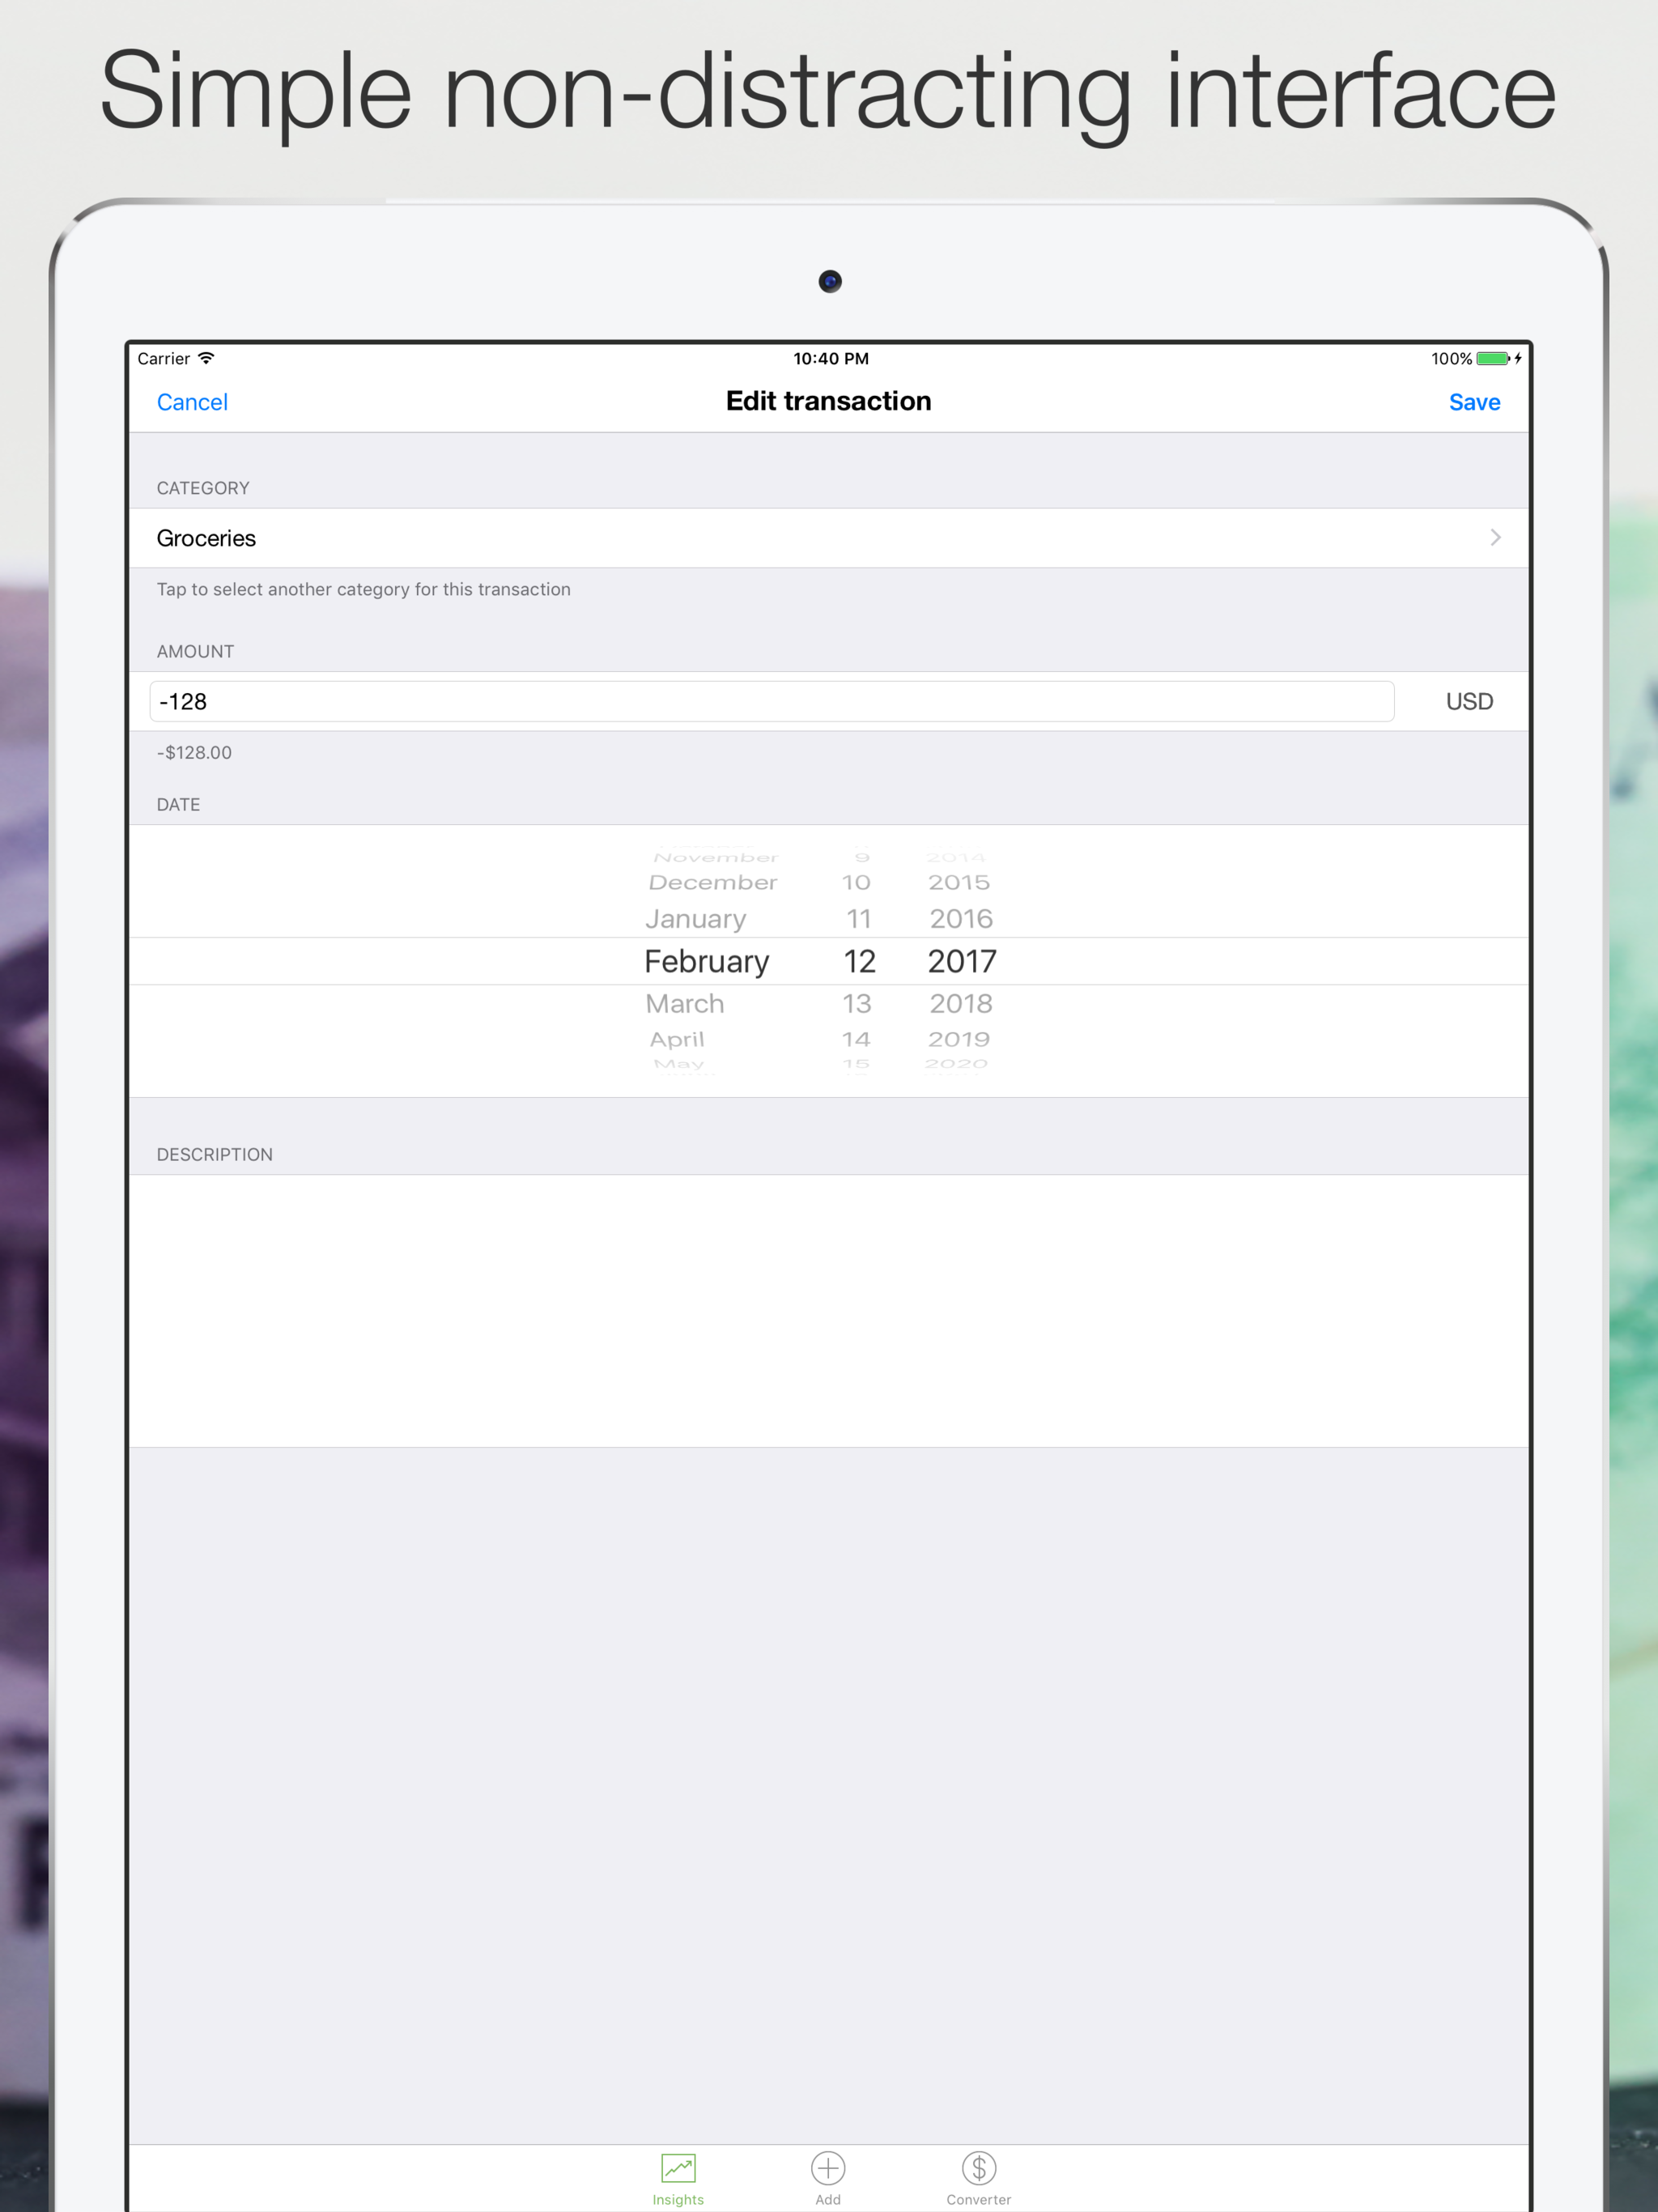 Simple non-distracting interface
Carrier 10:40 PM 100%
Cancel Edit transaction Save
CATEGORY
Groceries
Tap to select another category for this transaction
AMOUNT
-128 USD
-$128.00
DATE
November 9 2014
December 10 2015
January 11 2016
February 12 2017
March 13 2018
April 14 2019
May 15 2020
DESCRIPTION
Insights Add Converter